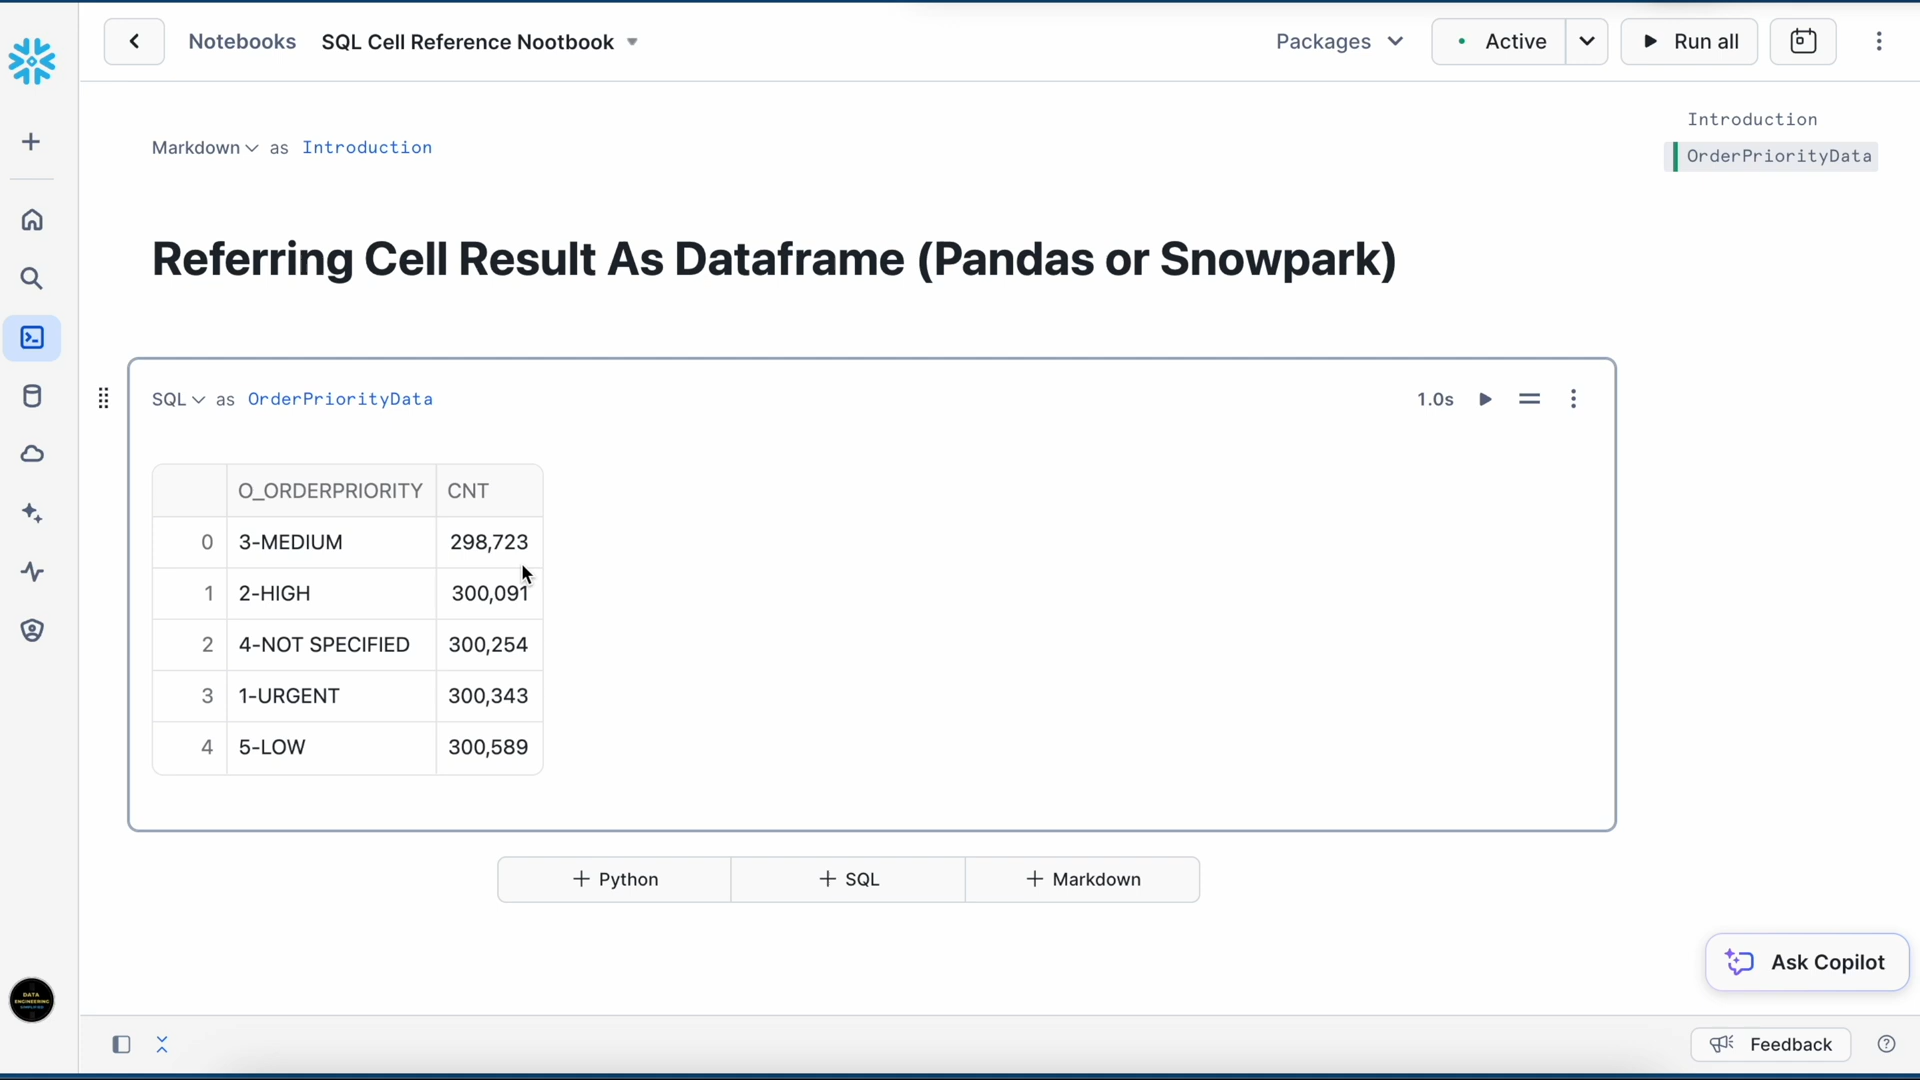 Notebooks SQL Cell Reference Nootbook Packages Active Run all
Introduction
OrderPriorityData
Markdown as Introduction
Referring Cell Result As Dataframe (Pandas or Snowpark)
SQL as OrderPriorityData 1.0s
O_ORDERPRIORITY CNT
0 3-MEDIUM 298,723
1 2-HIGH 300,091
2 4-NOT SPECIFIED 300,254
3 1-URGENT 300,343
4 5-LOW 300,589
+ Python + SQL + Markdown
Ask Copilot
DATA
ENGINEERING
Feedback